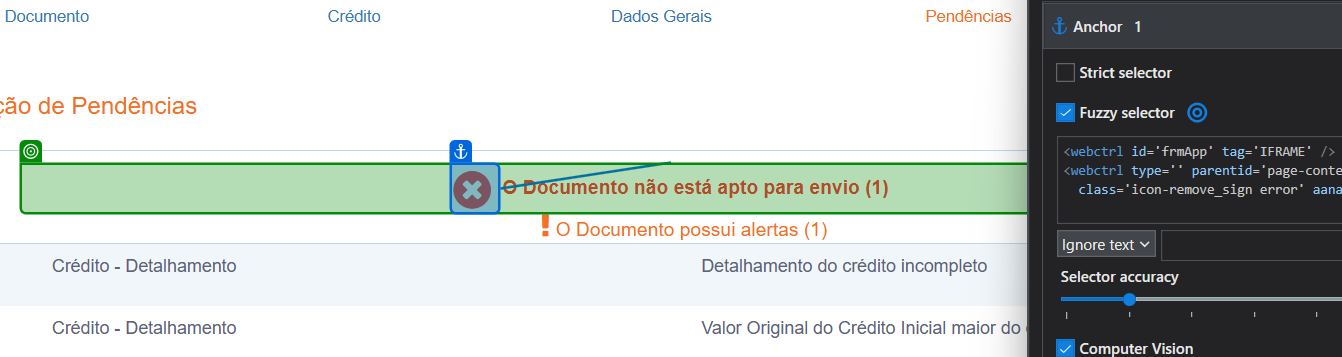 Documento Crédito Dados Gerais Pendências
ção de Pendências
O Documento não está apto para envio (1)
! O Documento possui alertas (1)
Crédito - Detalhamento Detalhamento do crédito incompleto
Crédito - Detalhamento Valor Original do Crédito Inicial maior do
Anchor 1
Strict selector
Fuzzy selector
<webctrl id='frmApp' tag='IFRAME' />
<webctrl type='' parentid='page-conte
class='icon-remove_sign error' aana
Ignore text
Selector accuracy
Computer Vision